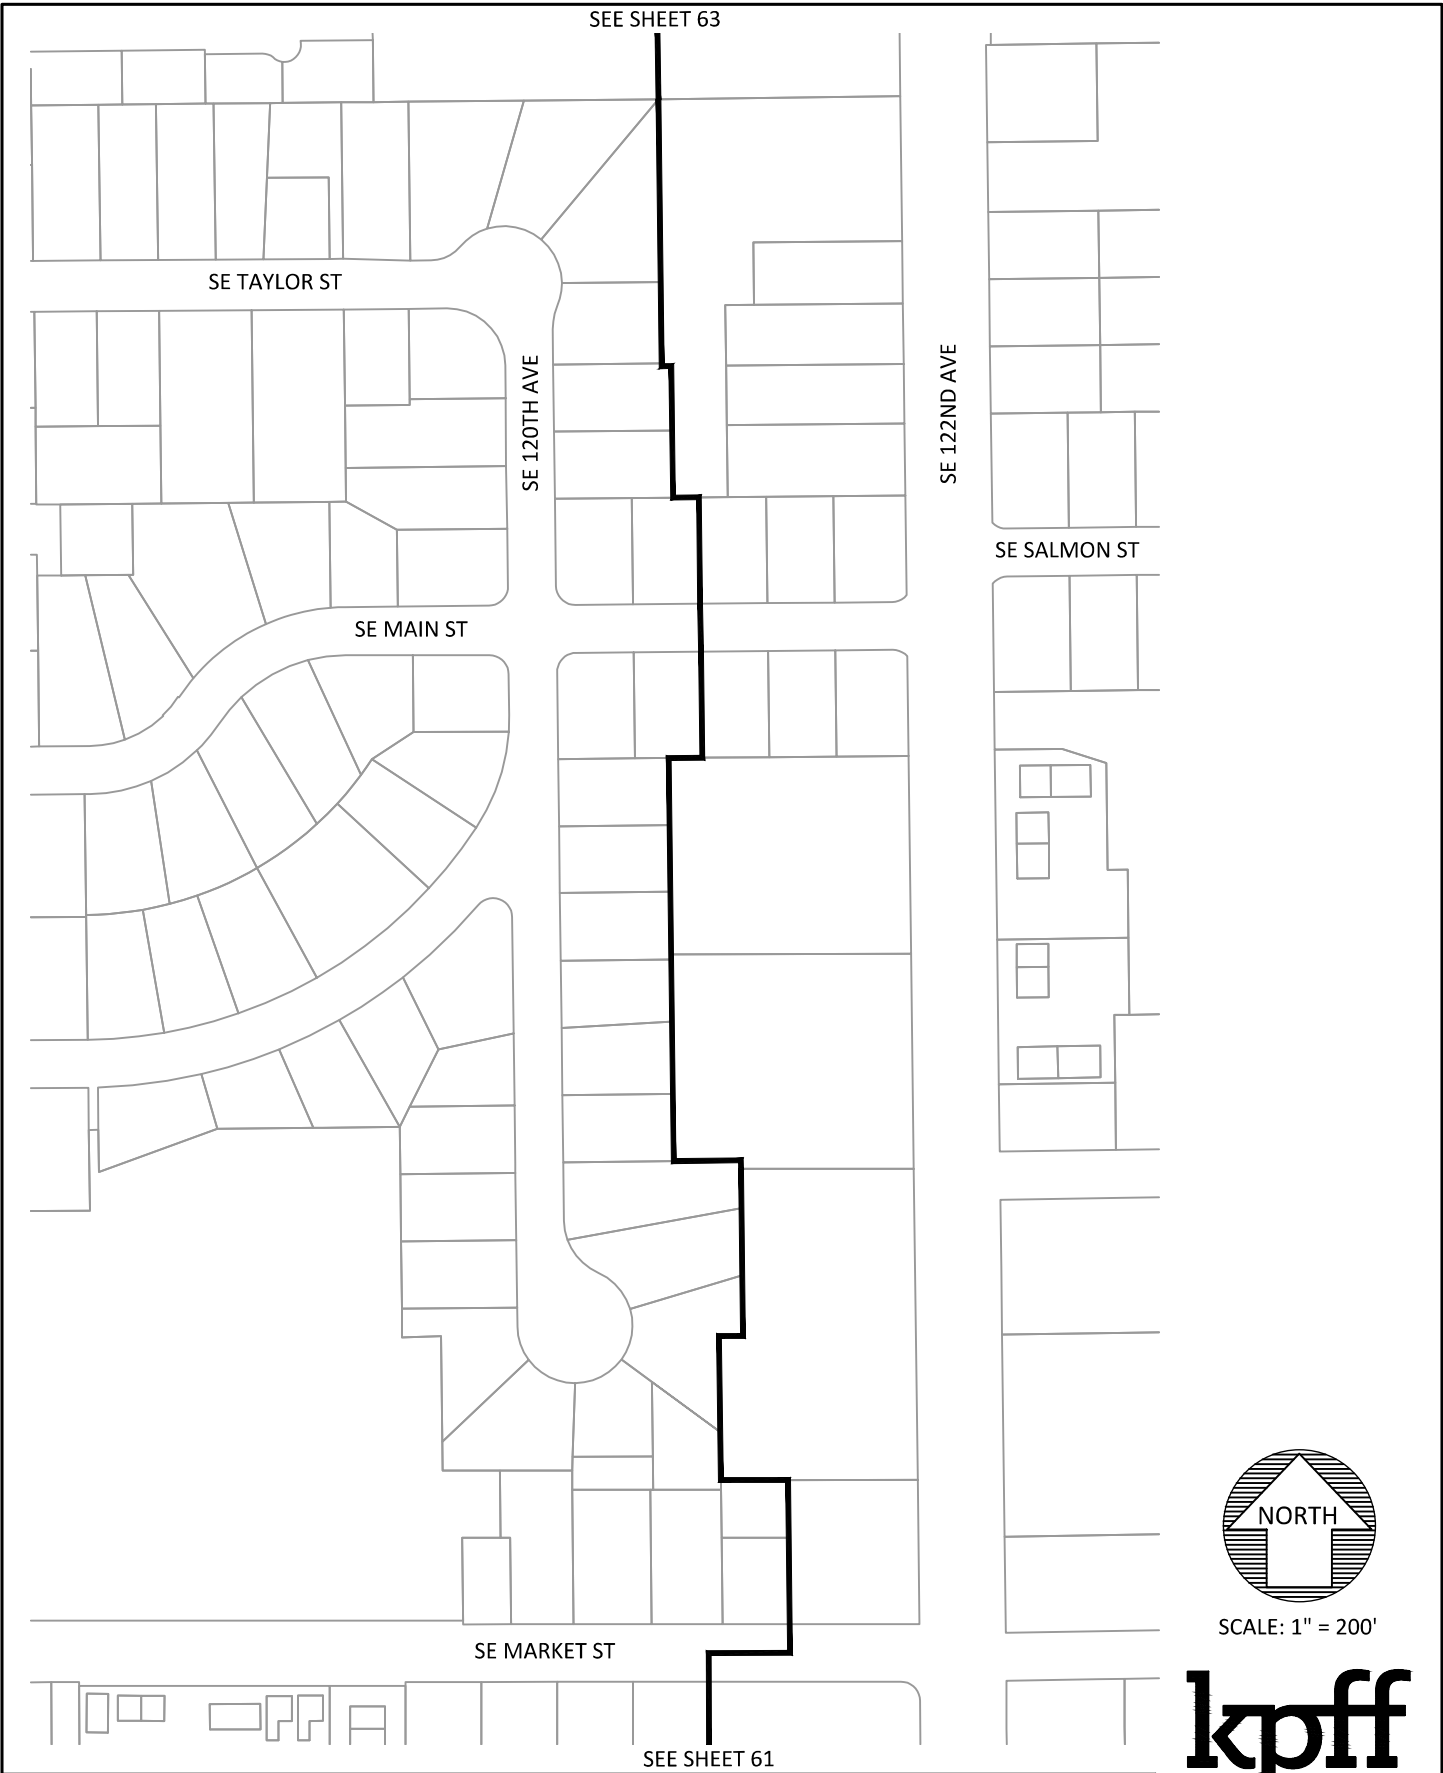 SEE SHEET 63
SE TAYLOR ST
SE 120TH AVE
SE 122ND AVE
SE SALMON ST
SE MAIN ST
NORTH
SCALE: 1" = 200'
SE MARKET ST
kpff
SEE SHEET 61